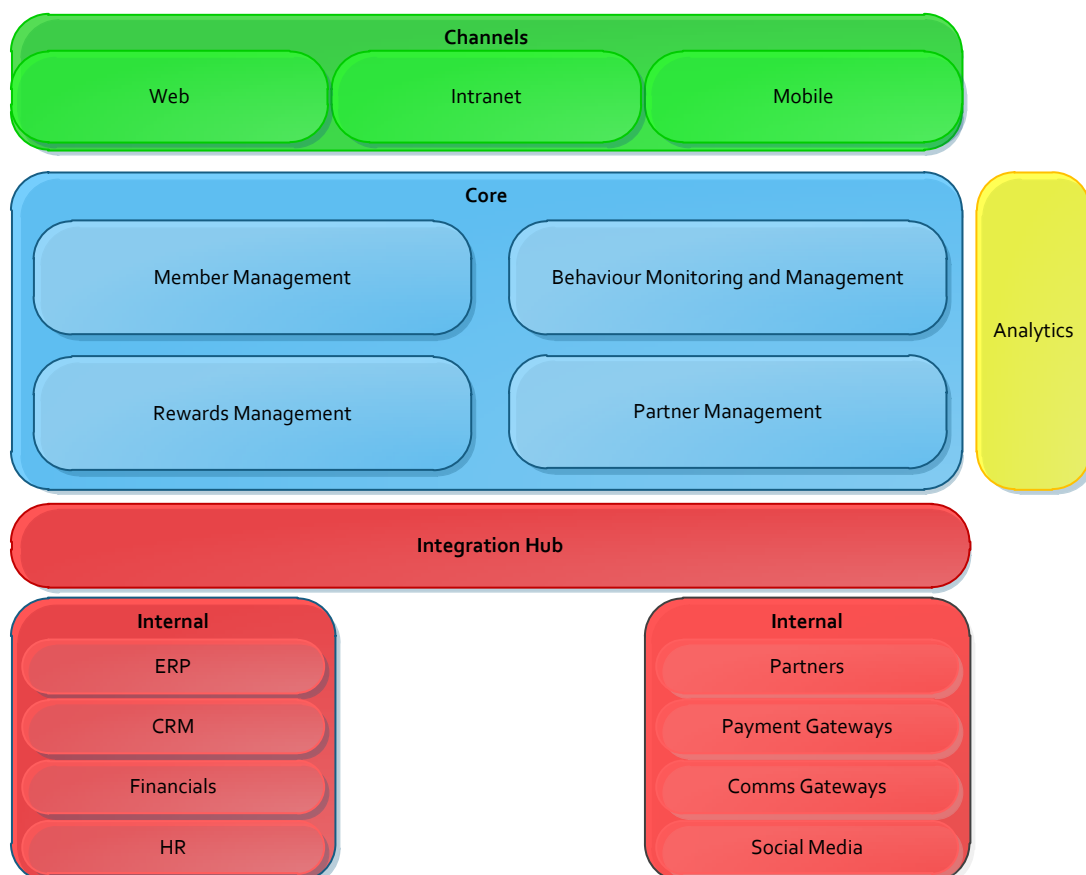 Channels
Web
Intranet
Mobile
Core
Member Management
Behaviour Monitoring and Management
Rewards Management
Partner Management
Analytics
Integration Hub
Internal
ERP
CRM
Financials
HR
Internal
Partners
Payment Gateways
Comms Gateways
Social Media